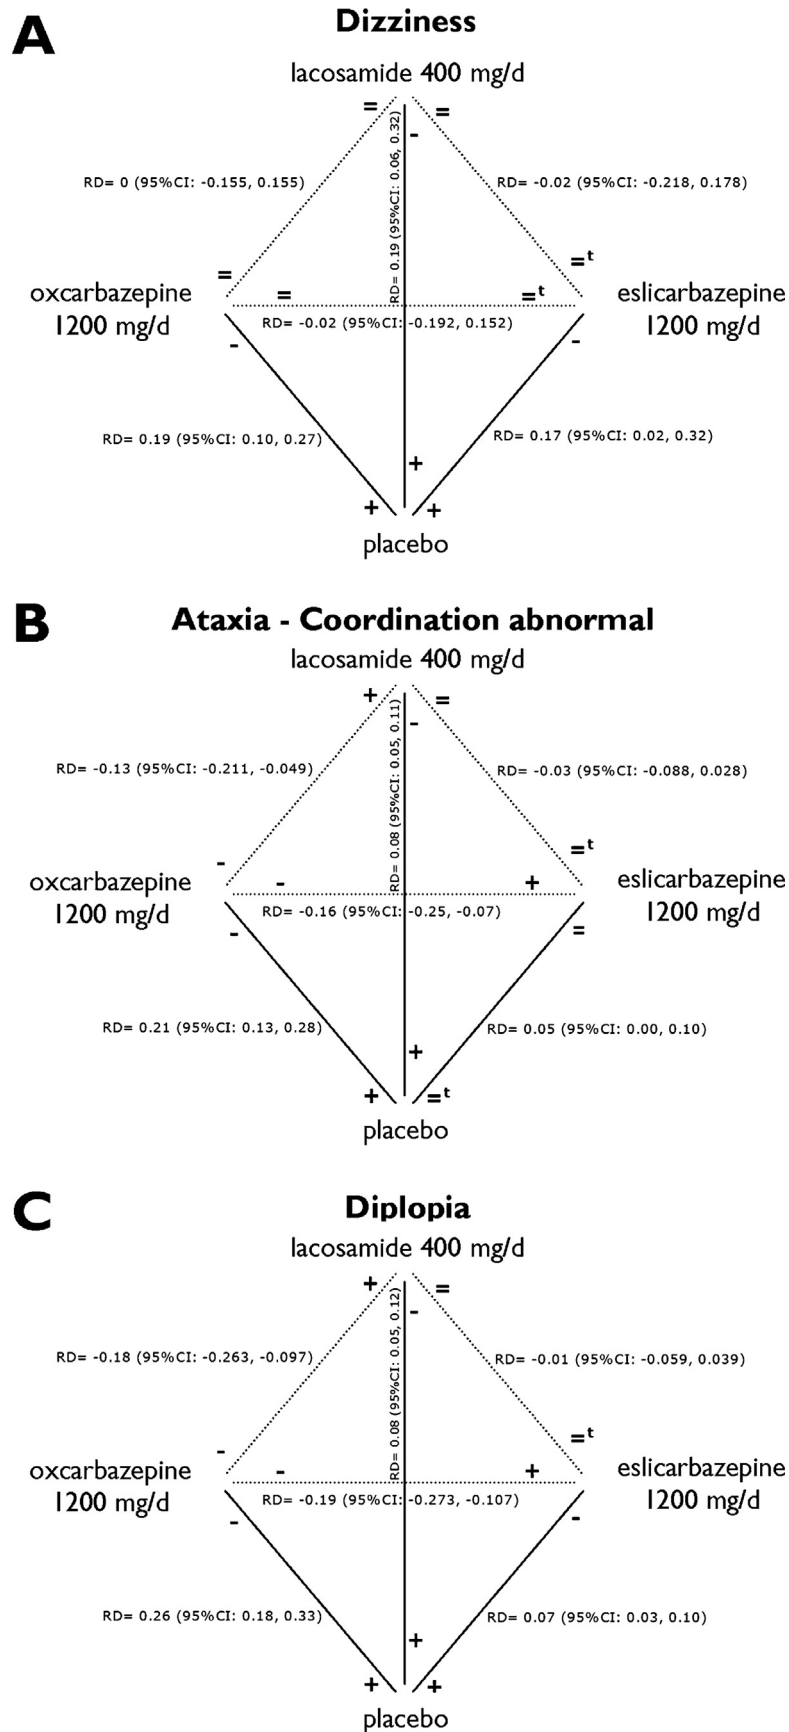 A
Dizziness
lacosamide 400 mg/d
=
=
-
RD= 0.19 (95%CI: 0.06, 0.32)
RD= 0 (95%CI: -0.155, 0.155)
RD= -0.02 (95%CI: -0.218, 0.178)
=
=t
oxcarbazepine
1200 mg/d
=
=t
eslicarbazepine
1200 mg/d
RD= -0.02 (95%CI: -0.192, 0.152)
-
-
RD= 0.19 (95%CI: 0.10, 0.27)
RD= 0.17 (95%CI: 0.02, 0.32)
+
+
+
placebo
B
Ataxia - Coordination abnormal
lacosamide 400 mg/d
+
=
-
RD= 0.08 (95%CI: 0.05, 0.11)
RD= -0.13 (95%CI: -0.211, -0.049)
RD= -0.03 (95%CI: -0.088, 0.028)
-
=t
oxcarbazepine
1200 mg/d
-
+
eslicarbazepine
1200 mg/d
RD= -0.16 (95%CI: -0.25, -0.07)
-
=
RD= 0.21 (95%CI: 0.13, 0.28)
RD= 0.05 (95%CI: 0.00, 0.10)
+
+
=t
placebo
C
Diplopia
lacosamide 400 mg/d
+
=
-
RD= 0.08 (95%CI: 0.05, 0.12)
RD= -0.18 (95%CI: -0.263, -0.097)
RD= -0.01 (95%CI: -0.059, 0.039)
-
=t
oxcarbazepine
1200 mg/d
-
+
eslicarbazepine
1200 mg/d
RD= -0.19 (95%CI: -0.273, -0.107)
-
-
RD= 0.26 (95%CI: 0.18, 0.33)
RD= 0.07 (95%CI: 0.03, 0.10)
+
+
+
placebo